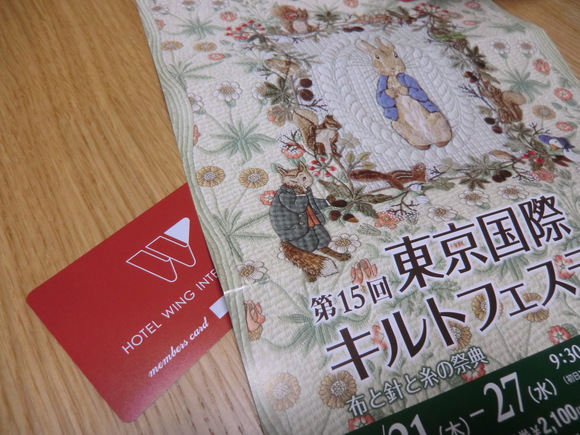 HOTEL WING INTE
members card
第15回 東京国際
キルトフェス
布と針と糸の祭典
21(木)-27(水)
9:30
2,100